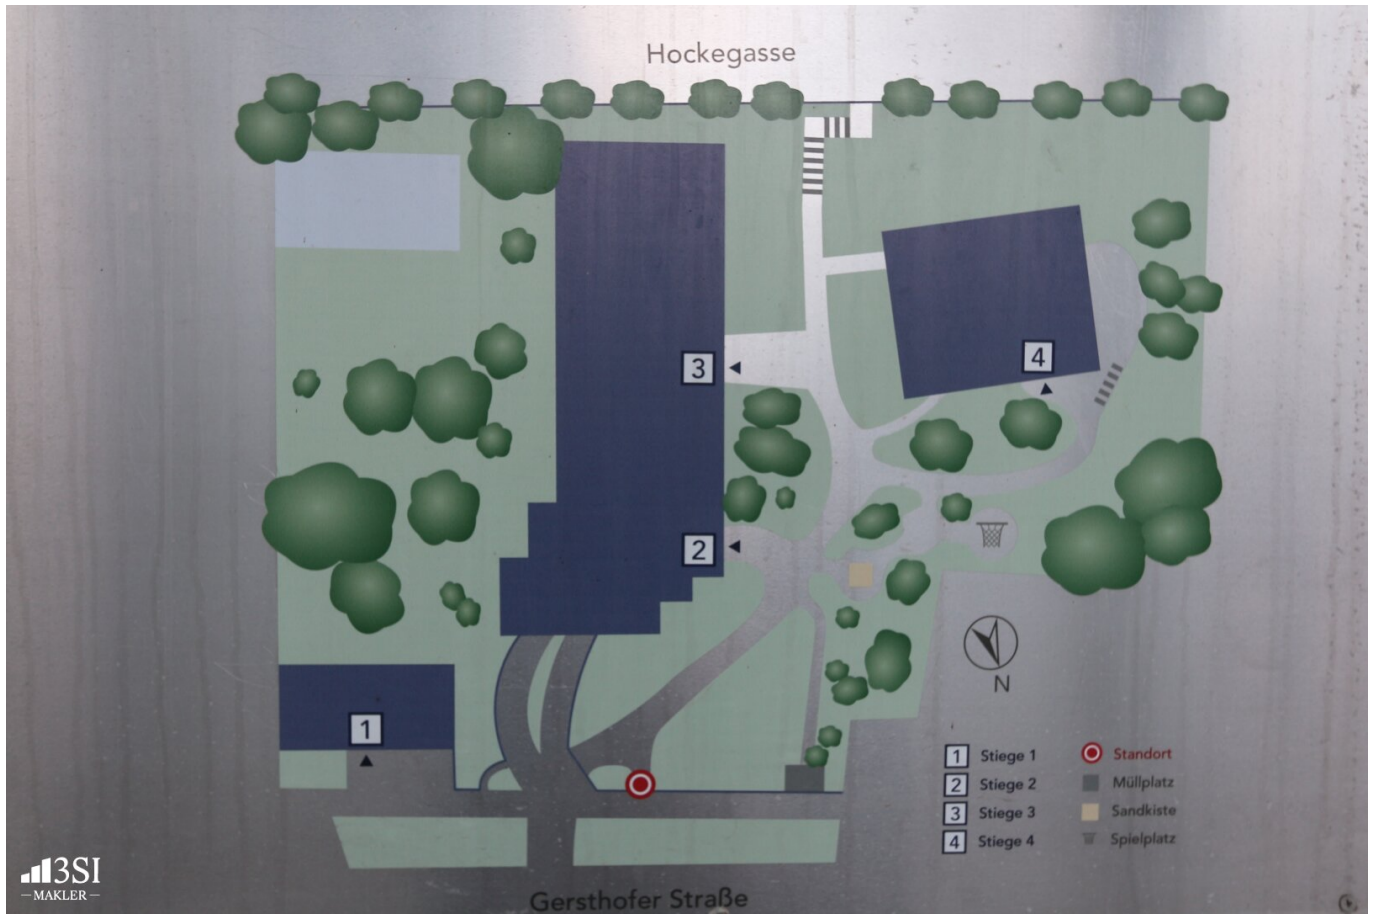 Hockegasse
3
4
2
1
N
1 Stiege 1
2 Stiege 2
3 Stiege 3
4 Stiege 4
Standort
Müllplatz
Sandkiste
Spielplatz
3SI
MAKLER
Gersthofer Straße